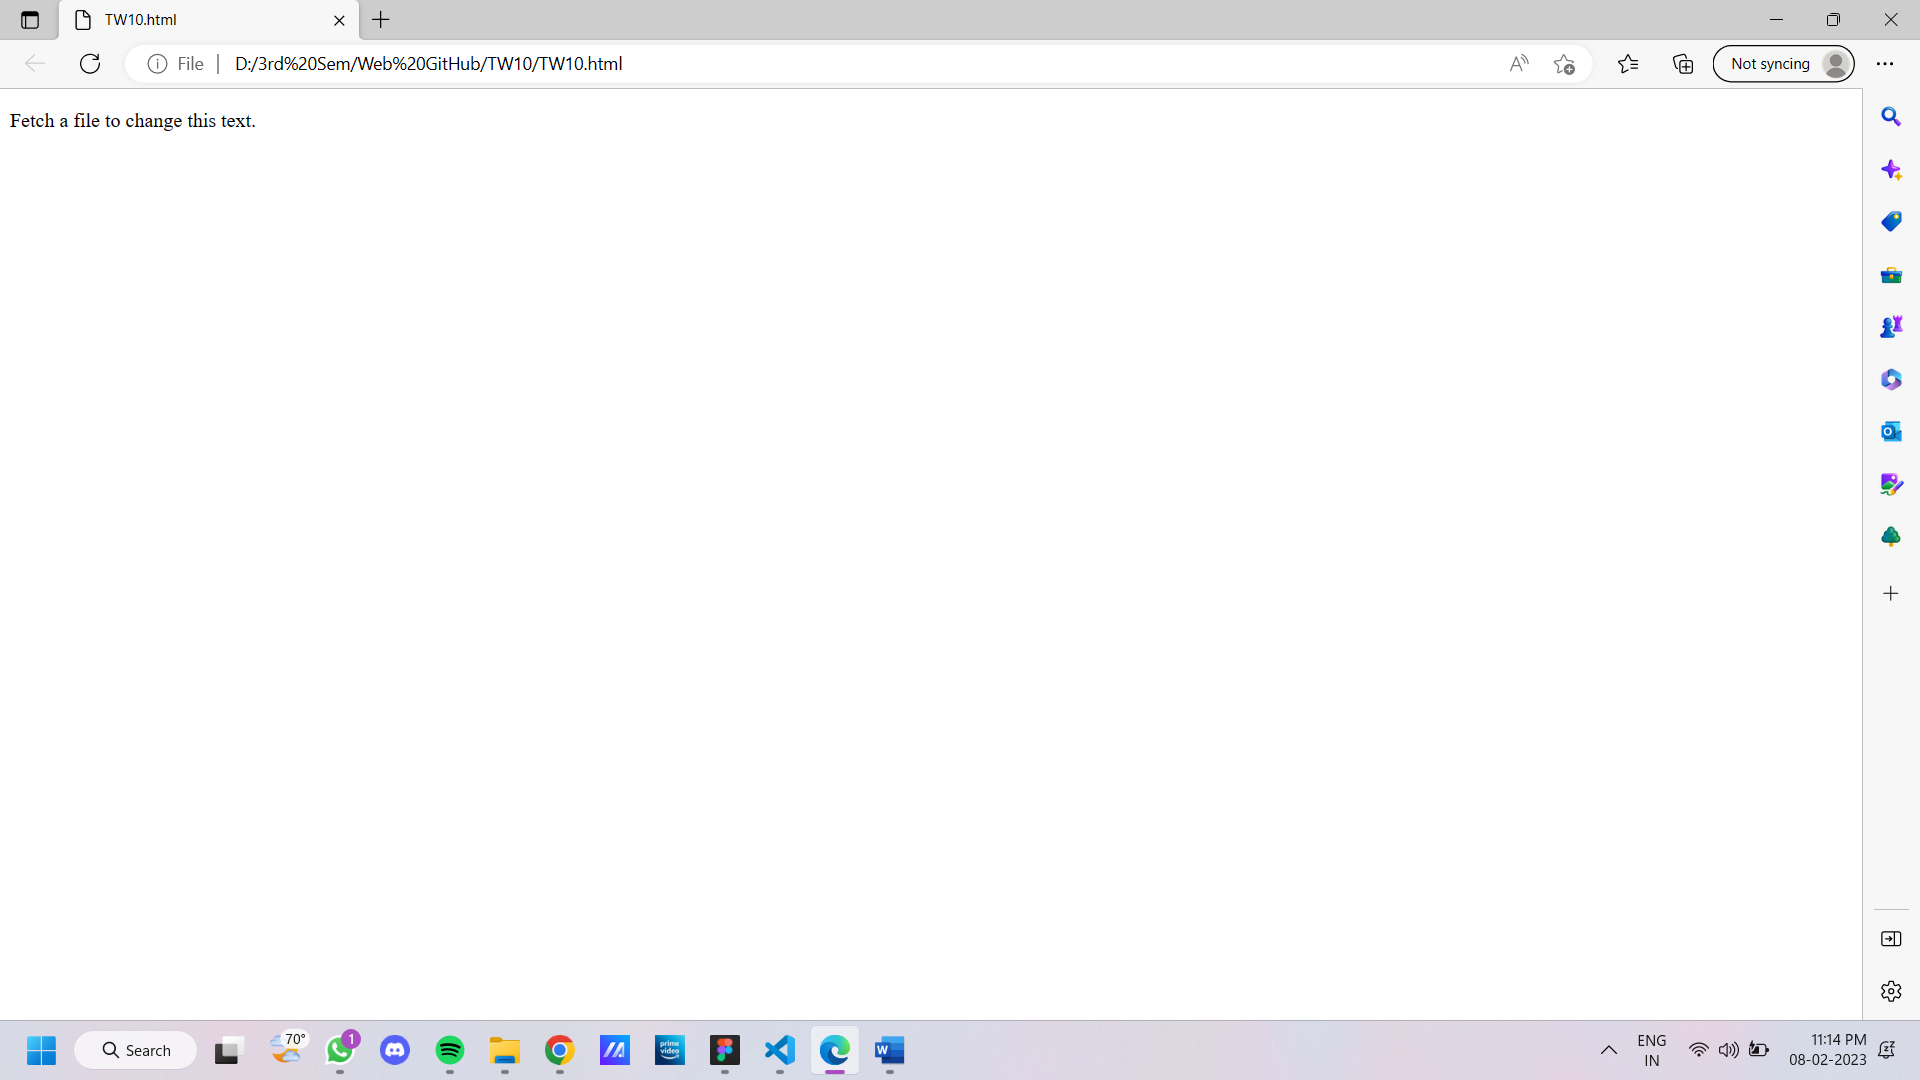 TW10.html
File
D:/3rd%20Sem/Web%20GitHub/TW10/TW10.html
Not syncing
Fetch a file to change this text.
Search
70°
1
prime video
W
ENG
IN
11:14 PM
08-02-2023